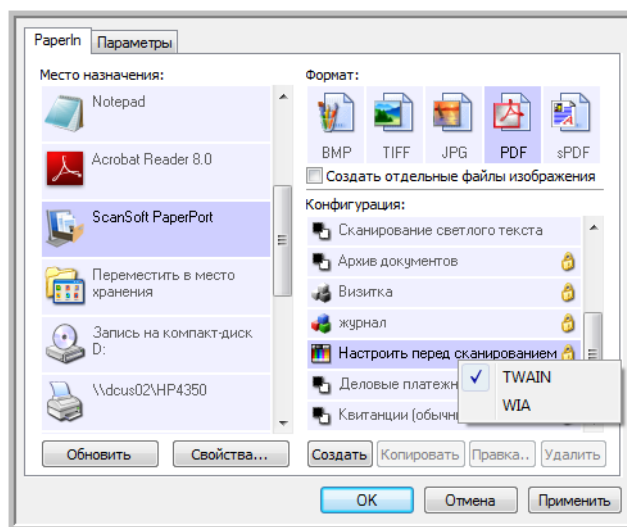 PaperIn
Параметры
Место назначения:
Notepad
Acrobat Reader 8.0
ScanSoft PaperPort
Переместить в место
хранения
Запись на компакт-диск
D:
\\dcus02\HP4350
Обновить
Свойства...
Формат:
BMP
TIFF
JPG
PDF
sPDF
Создать отдельные файлы изображения
Конфигурация:
Сканирование светлого текста
Архив документов
Визитка
журнал
Настроить перед сканированием
TWAIN
WIA
Деловые
Квитанции
Создать
Копировать
Правка..
Удалить
OK
Отмена
Применить